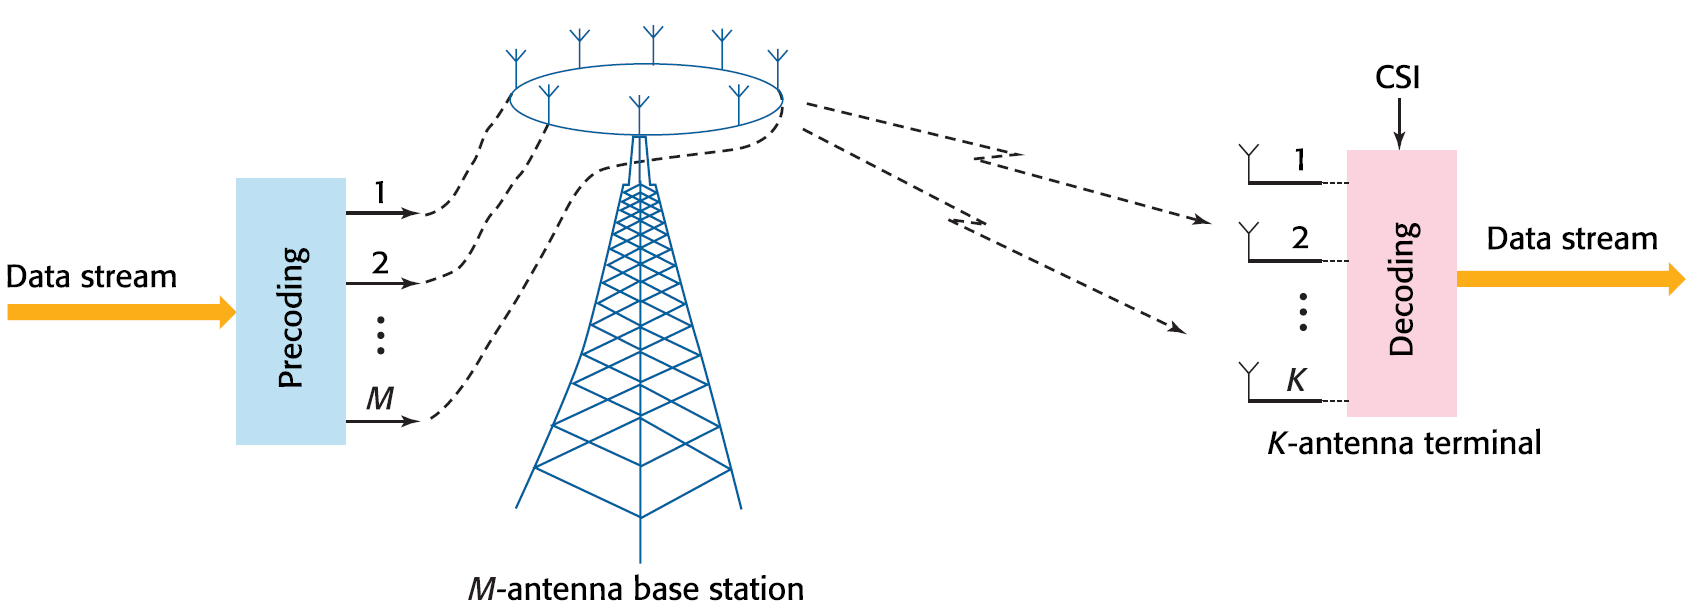 Data stream
Precoding
1
2
M
M-antenna base station
CSI
1
2
K
Decoding
K-antenna terminal
Data stream